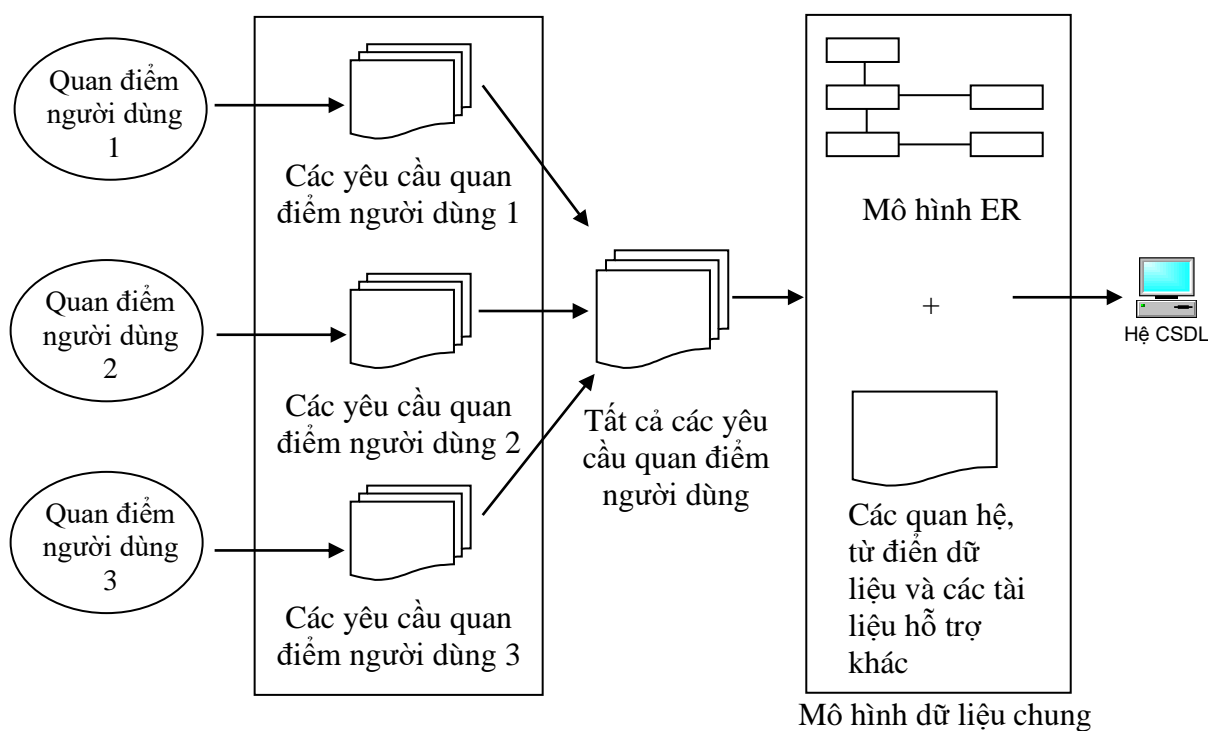 Quan điểm
người dùng
1
Các yêu cầu quan
điểm người dùng 1
Quan điểm
người dùng
2
Các yêu cầu quan
điểm người dùng 2
Quan điểm
người dùng
3
Các yêu cầu quan
điểm người dùng 3
Tất cả các yêu
cầu quan điểm
người dùng
Mô hình ER
+
Các quan hệ,
từ điển dữ
liệu và các tài
liệu hỗ trợ
khác
Mô hình dữ liệu chung
Hệ CSDL